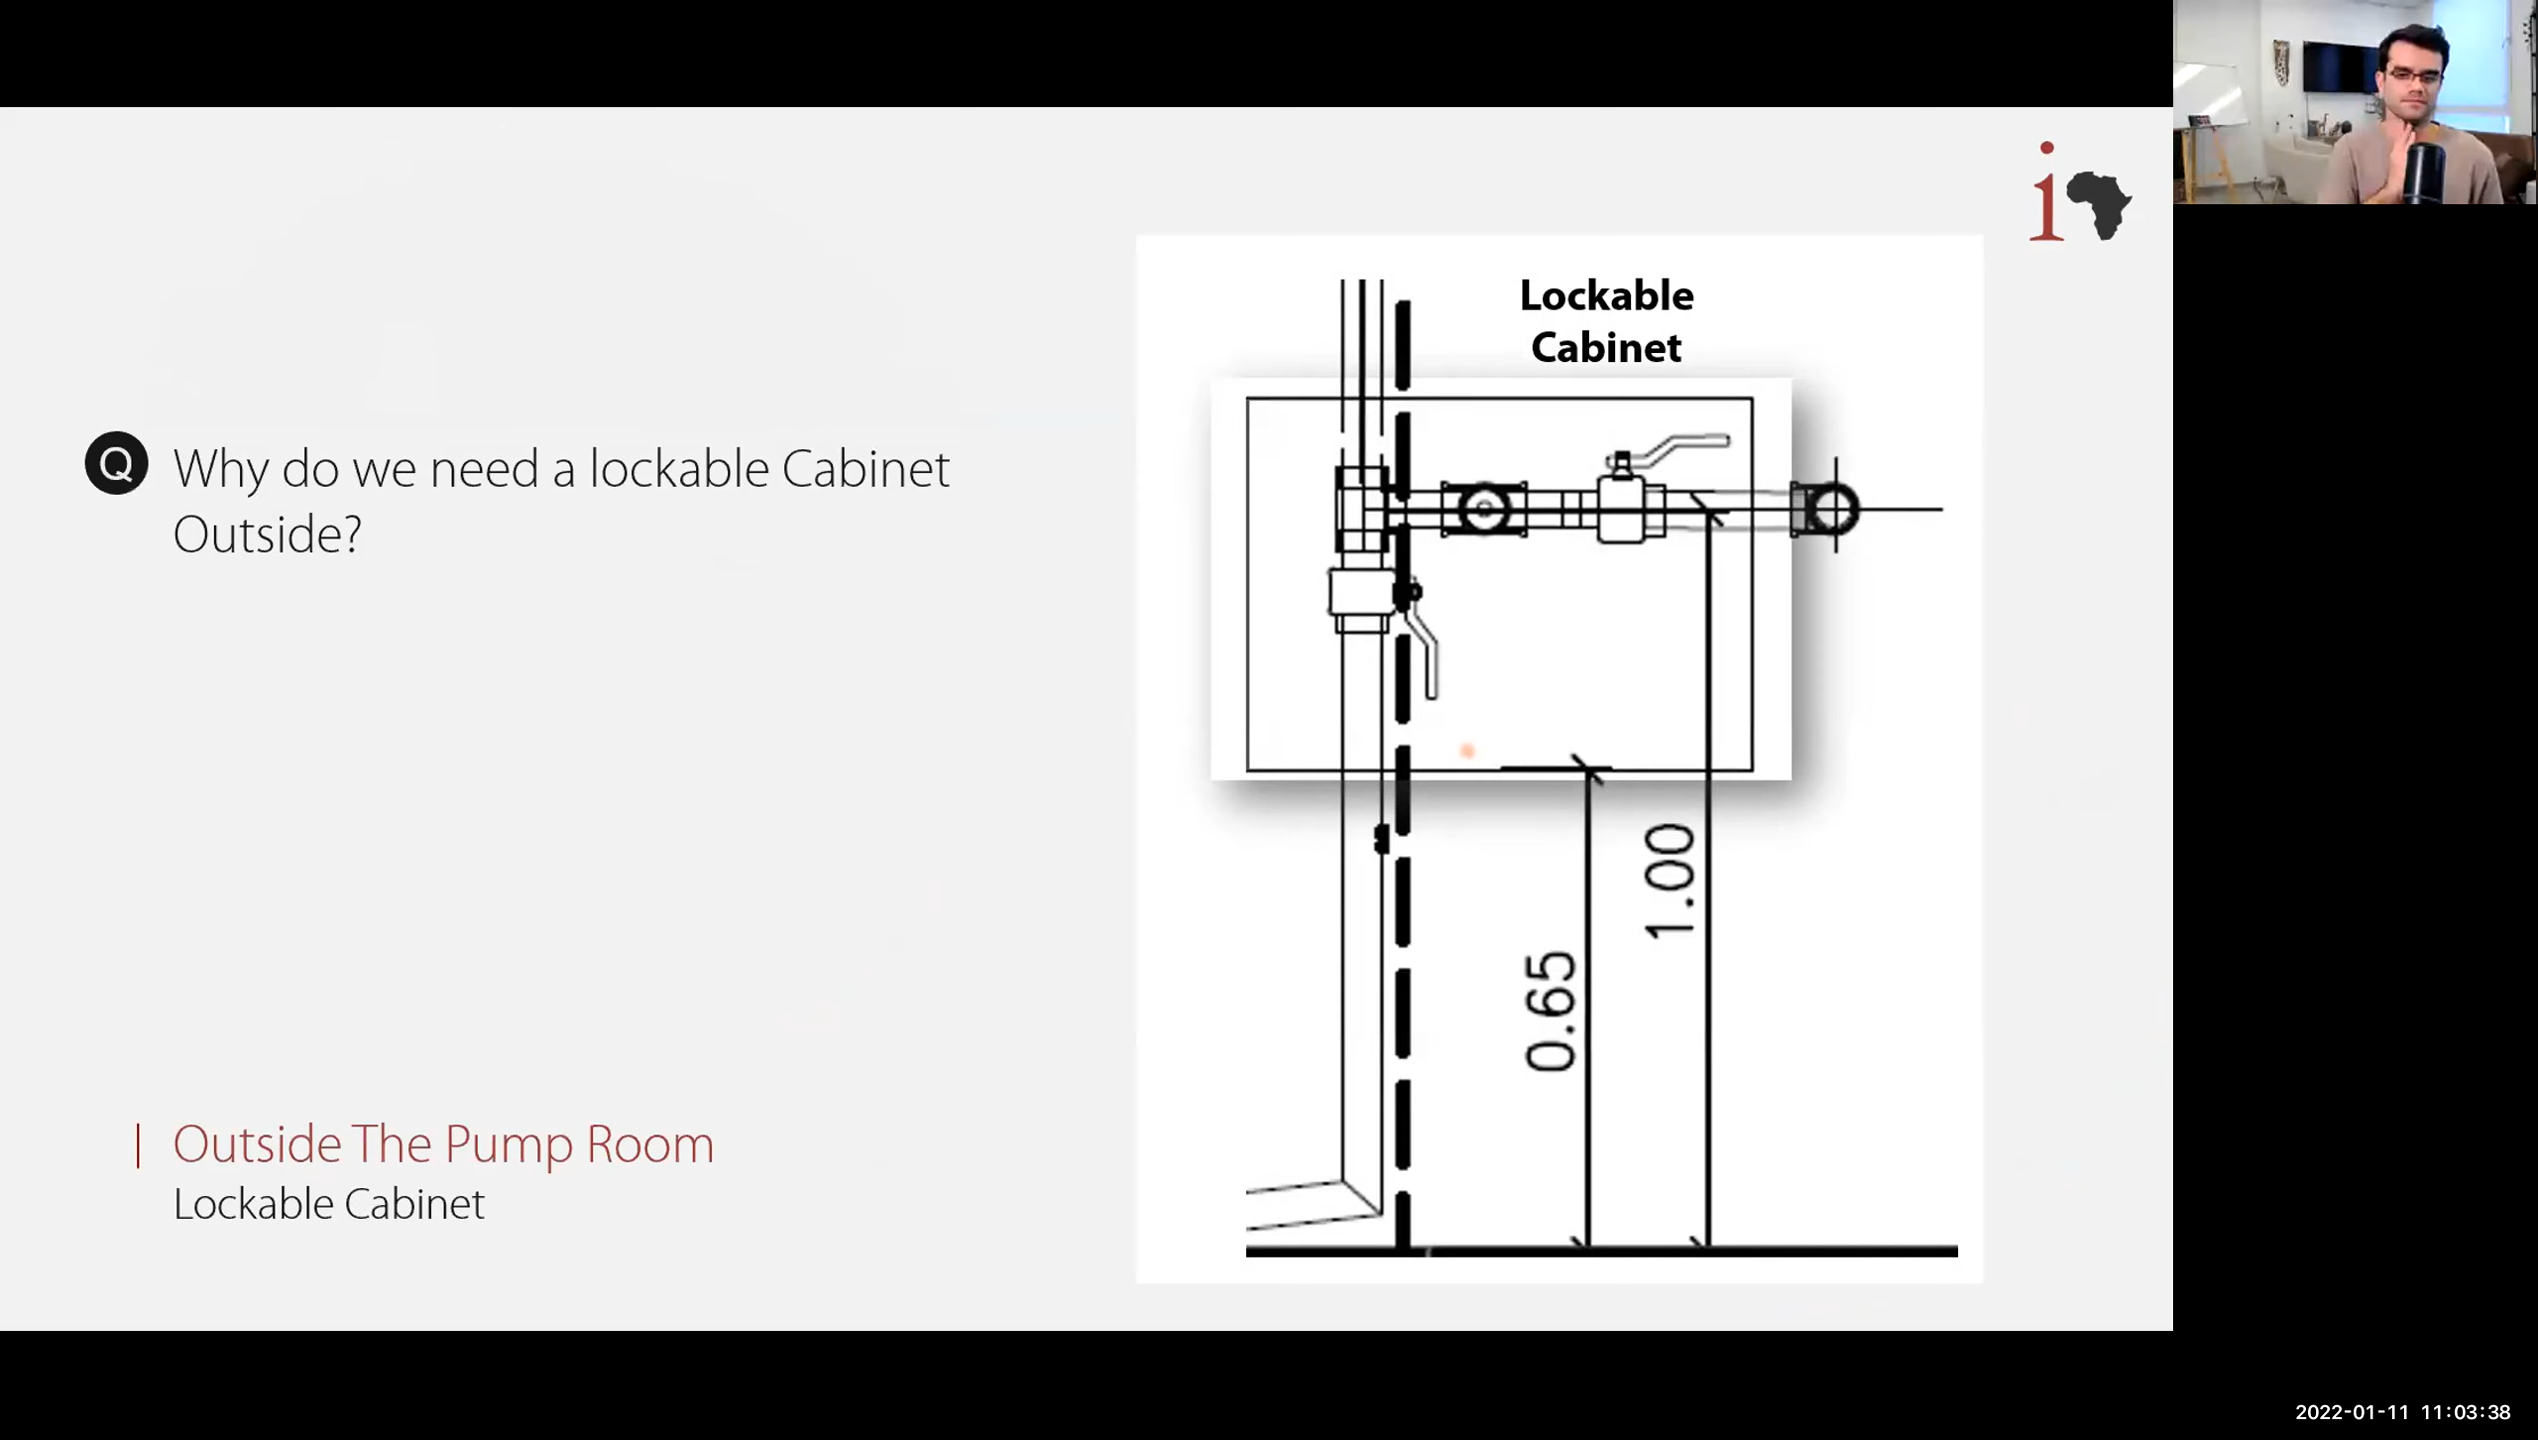 i
Lockable
Cabinet
Q Why do we need a lockable Cabinet
Outside?
1.00
0.65
Outside The Pump Room
Lockable Cabinet
2022-01-11 11:03:38